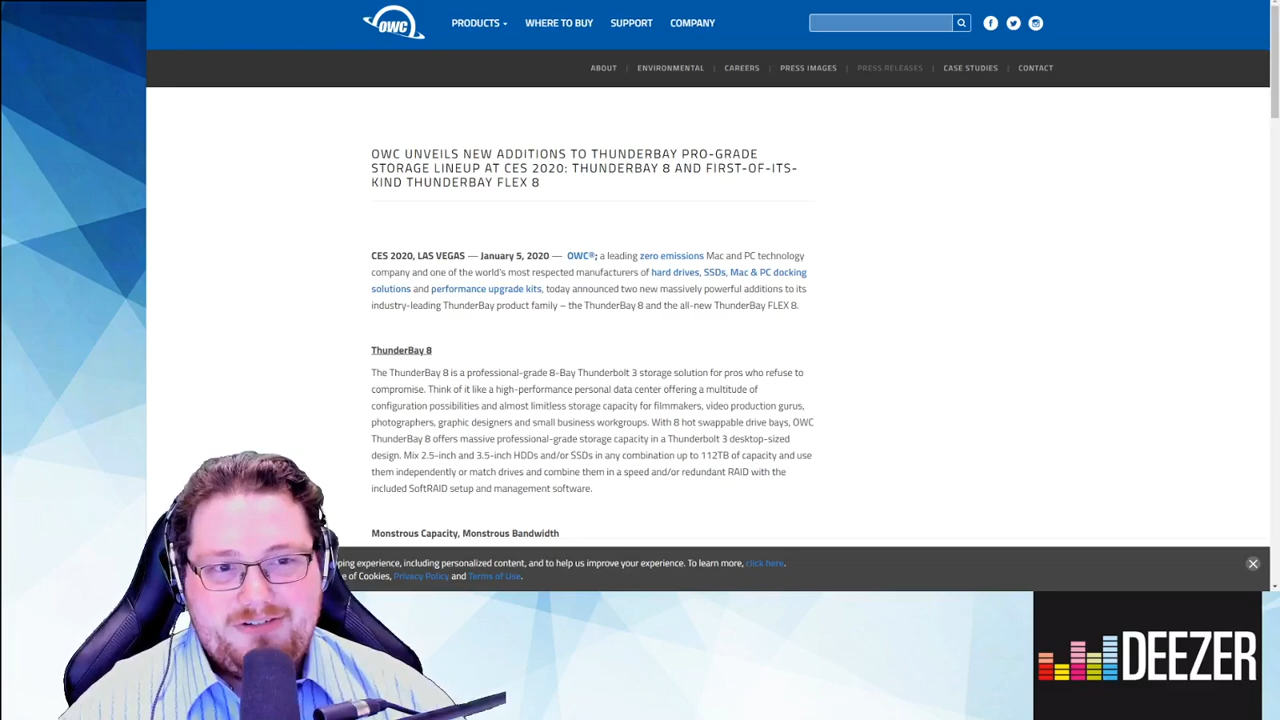 OWC
PRODUCTS
WHERE TO BUY
SUPPORT
COMPANY
ABOUT | ENVIRONMENTAL | CAREERS | PRESS IMAGES | PRESS RELEASES | CASE STUDIES | CONTACT
OWC UNVEILS NEW ADDITIONS TO THUNDERBAY PRO-GRADE
STORAGE LINEUP AT CES 2020: THUNDERBAY 8 AND FIRST-OF-ITS-
KIND THUNDERBAY FLEX 8
CES 2020, LAS VEGAS — January 5, 2020 — OWC®; a leading zero emissions Mac and PC technology
company and one of the world's most respected manufacturers of hard drives, SSDs, Mac & PC docking
solutions and performance upgrade kits, today announced two new massively powerful additions to its
industry-leading ThunderBay product family – the ThunderBay 8 and the all-new ThunderBay FLEX 8.
ThunderBay 8
The ThunderBay 8 is a professional-grade 8-Bay Thunderbolt 3 storage solution for pros who refuse to
compromise. Think of it like a high-performance personal data center offering a multitude of
configuration possibilities and almost limitless storage capacity for filmmakers, video production gurus,
photographers, graphic designers and small business workgroups. With 8 hot swappable drive bays, OWC
ThunderBay 8 offers massive professional-grade storage capacity in a Thunderbolt 3 desktop-sized
design. Mix 2.5-inch and 3.5-inch HDDs and/or SSDs in any combination up to 112TB of capacity and use
them independently or match drives and combine them in a speed and/or redundant RAID with the
included SoftRAID setup and management software.
Monstrous Capacity, Monstrous Bandwidth
ping experience, including personalized content, and to help us improve your experience. To learn more, click here.
e of Cookies, Privacy Policy and Terms of Use.
DEEZER